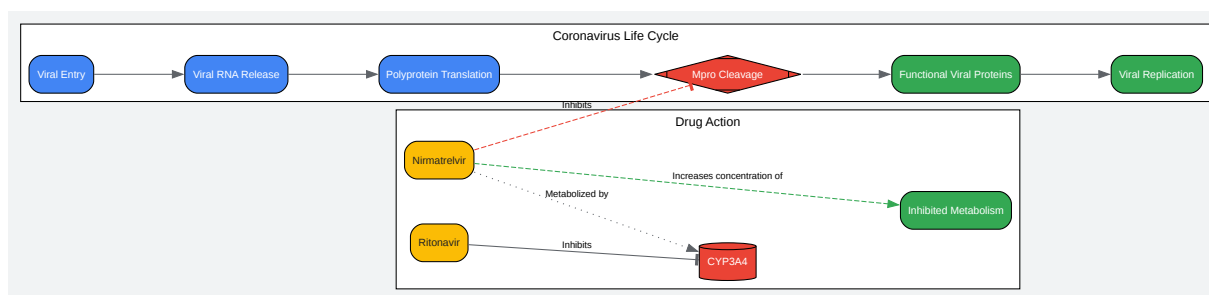 Coronavirus Life Cycle
Viral Entry
Viral RNA Release
Polyprotein Translation
Mpro Cleavage
Functional Viral Proteins
Viral Replication
Inhibits
Drug Action
Nirmatrelvir
Increases concentration of
Metabolized by
Inhibited Metabolism
Ritonavir
Inhibits
CYP3A4